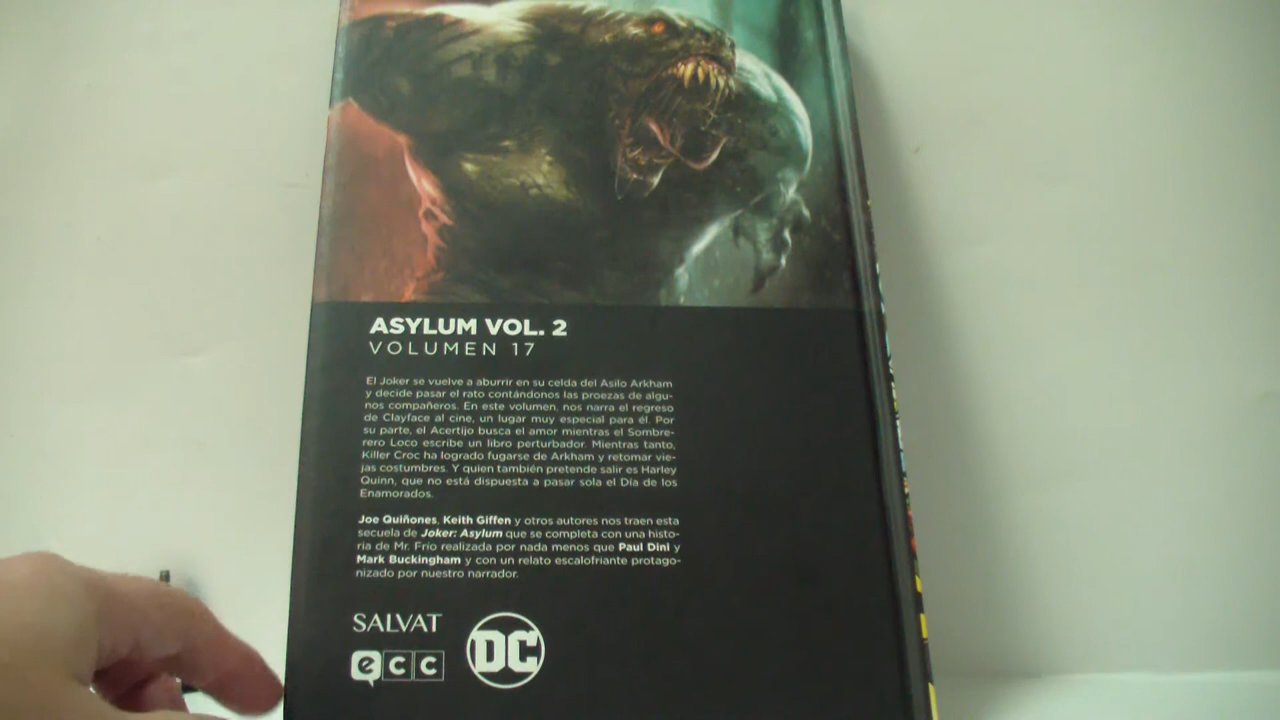 ASYLUM VOL. 2
VOLUMEN 17
El Joker se vuelve a aburrir en su celda del Asilo Arkham
y decide pasar el rato contándonos las proezas de algu-
nos compañeros. En este volumen, nos narra el regreso
de Clayface al cine, un lugar muy especial para él. Por
su parte, el Acertijo busca el amor mientras el Sombre-
rero Loco escribe un libro perturbador. Mientras tanto,
Killer Croc ha logrado fugarse de Arkham y retomar vie-
jas costumbres. Y quien también pretende salir es Harley
Quinn, que no está dispuesta a pasar sola el Día de los
Enamorados.
Joe Quiñones, Keith Giffen y otros autores nos traen esta
secuela de Joker: Asylum que se completa con una histo-
ria de Mr. Frío realizada por nada menos que Paul Dini y
Mark Buckingham y con un relato escalofriante protago-
nizado por nuestro narrador.
SALVAT
ecc
DC